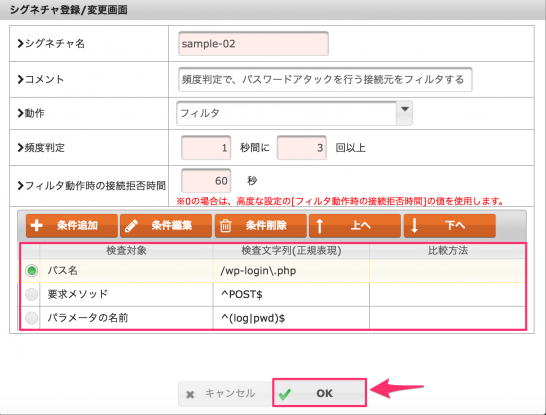 シグネチャ登録/変更画面
シグネチャ名 sample-02
コメント 頻度判定で、パスワードアタックを行う接続元をフィルタする
動作 フィルタ
頻度判定 1 秒間に 3 回以上
フィルタ動作時の接続拒否時間 60 秒
※0の場合は、高度な設定の[フィルタ動作時の接続拒否時間]の値を使用します。
条件追加 条件編集 条件削除 上へ 下へ
検査対象 検査文字列(正規表現) 比較方法
パス名 /wp-login\.php
要求メソッド ^POST$
パラメータの名前 ^(log|pwd)$
キャンセル OK